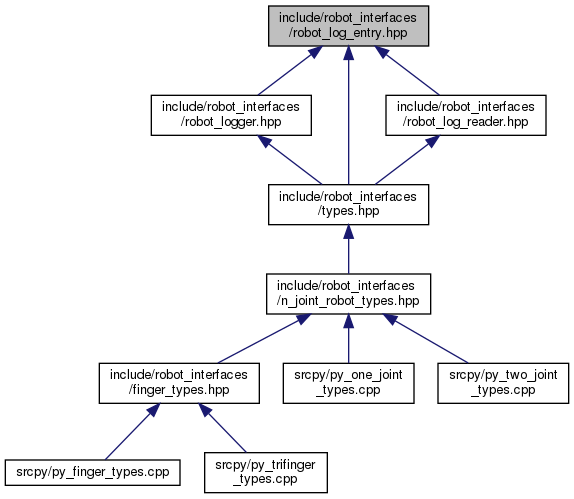 include/robot_interfaces
/robot_log_entry.hpp
include/robot_interfaces
/robot_logger.hpp
include/robot_interfaces
/robot_log_reader.hpp
include/robot_interfaces
/types.hpp
include/robot_interfaces
/n_joint_robot_types.hpp
include/robot_interfaces
/finger_types.hpp
srcpy/py_one_joint
_types.cpp
srcpy/py_two_joint
_types.cpp
srcpy/py_finger_types.cpp
srcpy/py_trifinger
_types.cpp